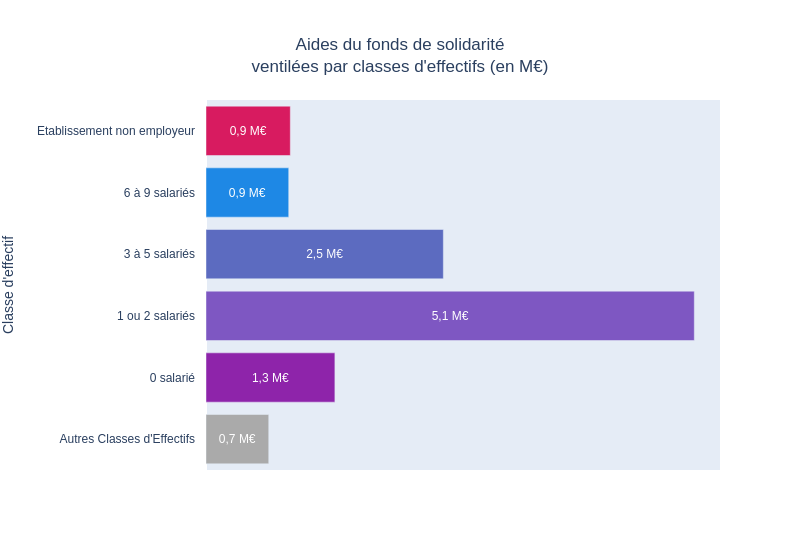 Aides du fonds de solidarité
ventilées par classes d'effectifs (en M€)
Classe d'effectif
Etablissement non employeur
0,9 M€
6 à 9 salariés
0,9 M€
3 à 5 salariés
2,5 M€
1 ou 2 salariés
5,1 M€
0 salarié
1,3 M€
Autres Classes d'Effectifs
0,7 M€